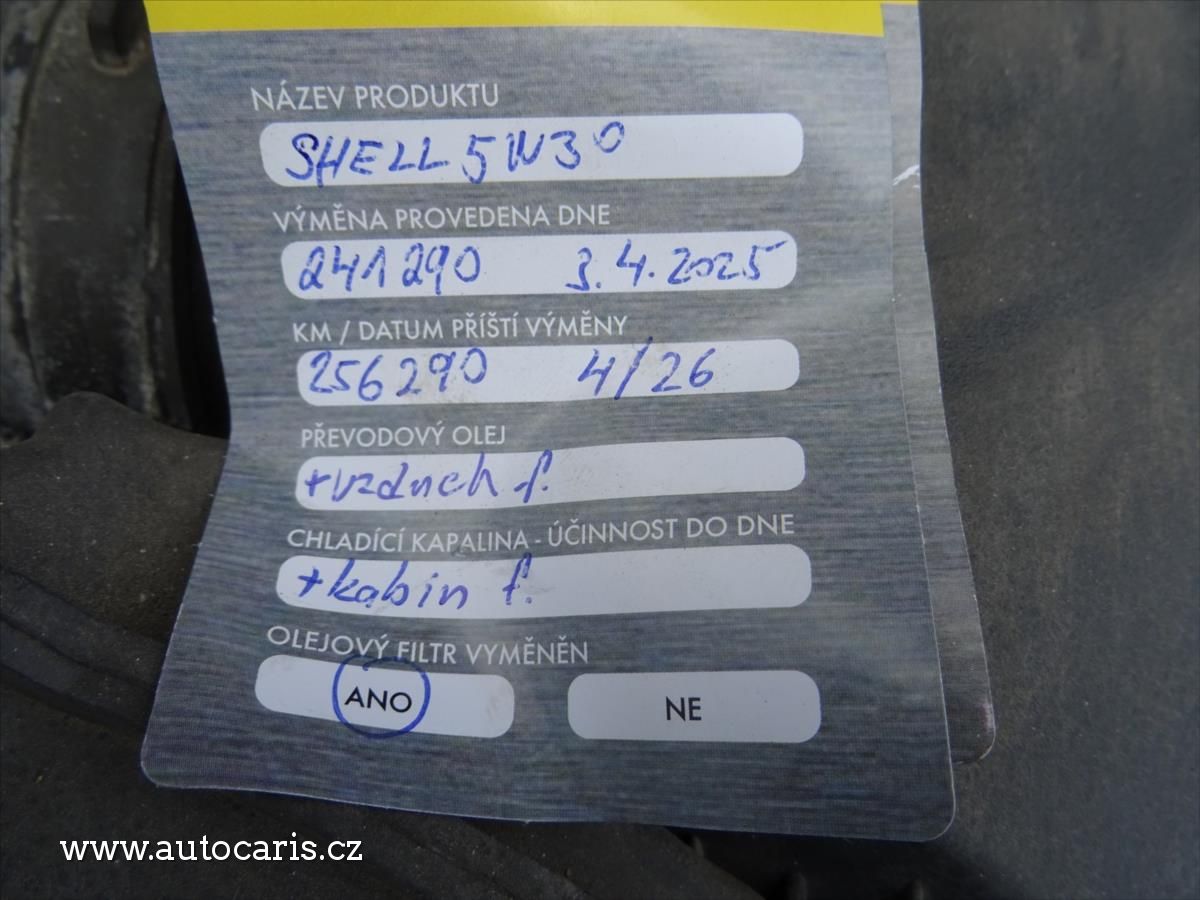 NÁZEV PRODUKTU
SHELL 5W30
VÝMĚNA PROVEDENA DNE
241290 3.4.2025
KM / DATUM PŘÍŠTÍ VÝMĚNY
256290 4/26
PŘEVODOVÝ OLEJ
+vzduch f.
CHLADÍCÍ KAPALINA - ÚČINNOST DO DNE
+kabin f.
OLEJOVÝ FILTR VYMĚNĚN
ANO NE
www.autocaris.cz